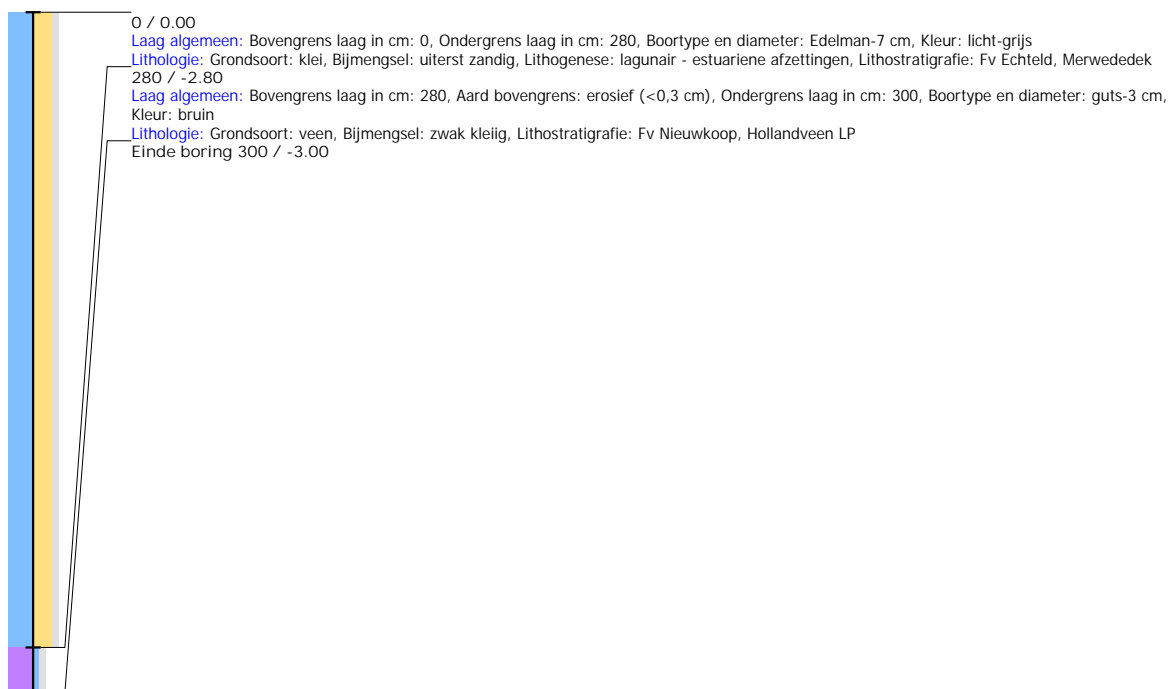 0 / 0.00
Laag algemeen: Bovengrens laag in cm: 0, Ondergrens laag in cm: 280, Boortype en diameter: Edelman-7 cm, Kleur: licht-grijs
Lithologie: Grondsoort: klei, Bijmengsel: uiterst zandig, Lithogenese: lagunair - estuariene afzettingen, Lithostratigrafie: Fv Echteld, Merwededek
280 / -2.80
Laag algemeen: Bovengrens laag in cm: 280, Aard bovengrens: erosief (<0,3 cm), Ondergrens laag in cm: 300, Boortype en diameter: guts-3 cm,
Kleur: bruin
Lithologie: Grondsoort: veen, Bijmengsel: zwak kleiig, Lithostratigrafie: Fv Nieuwkoop, Hollandveen LP
Einde boring 300 / -3.00